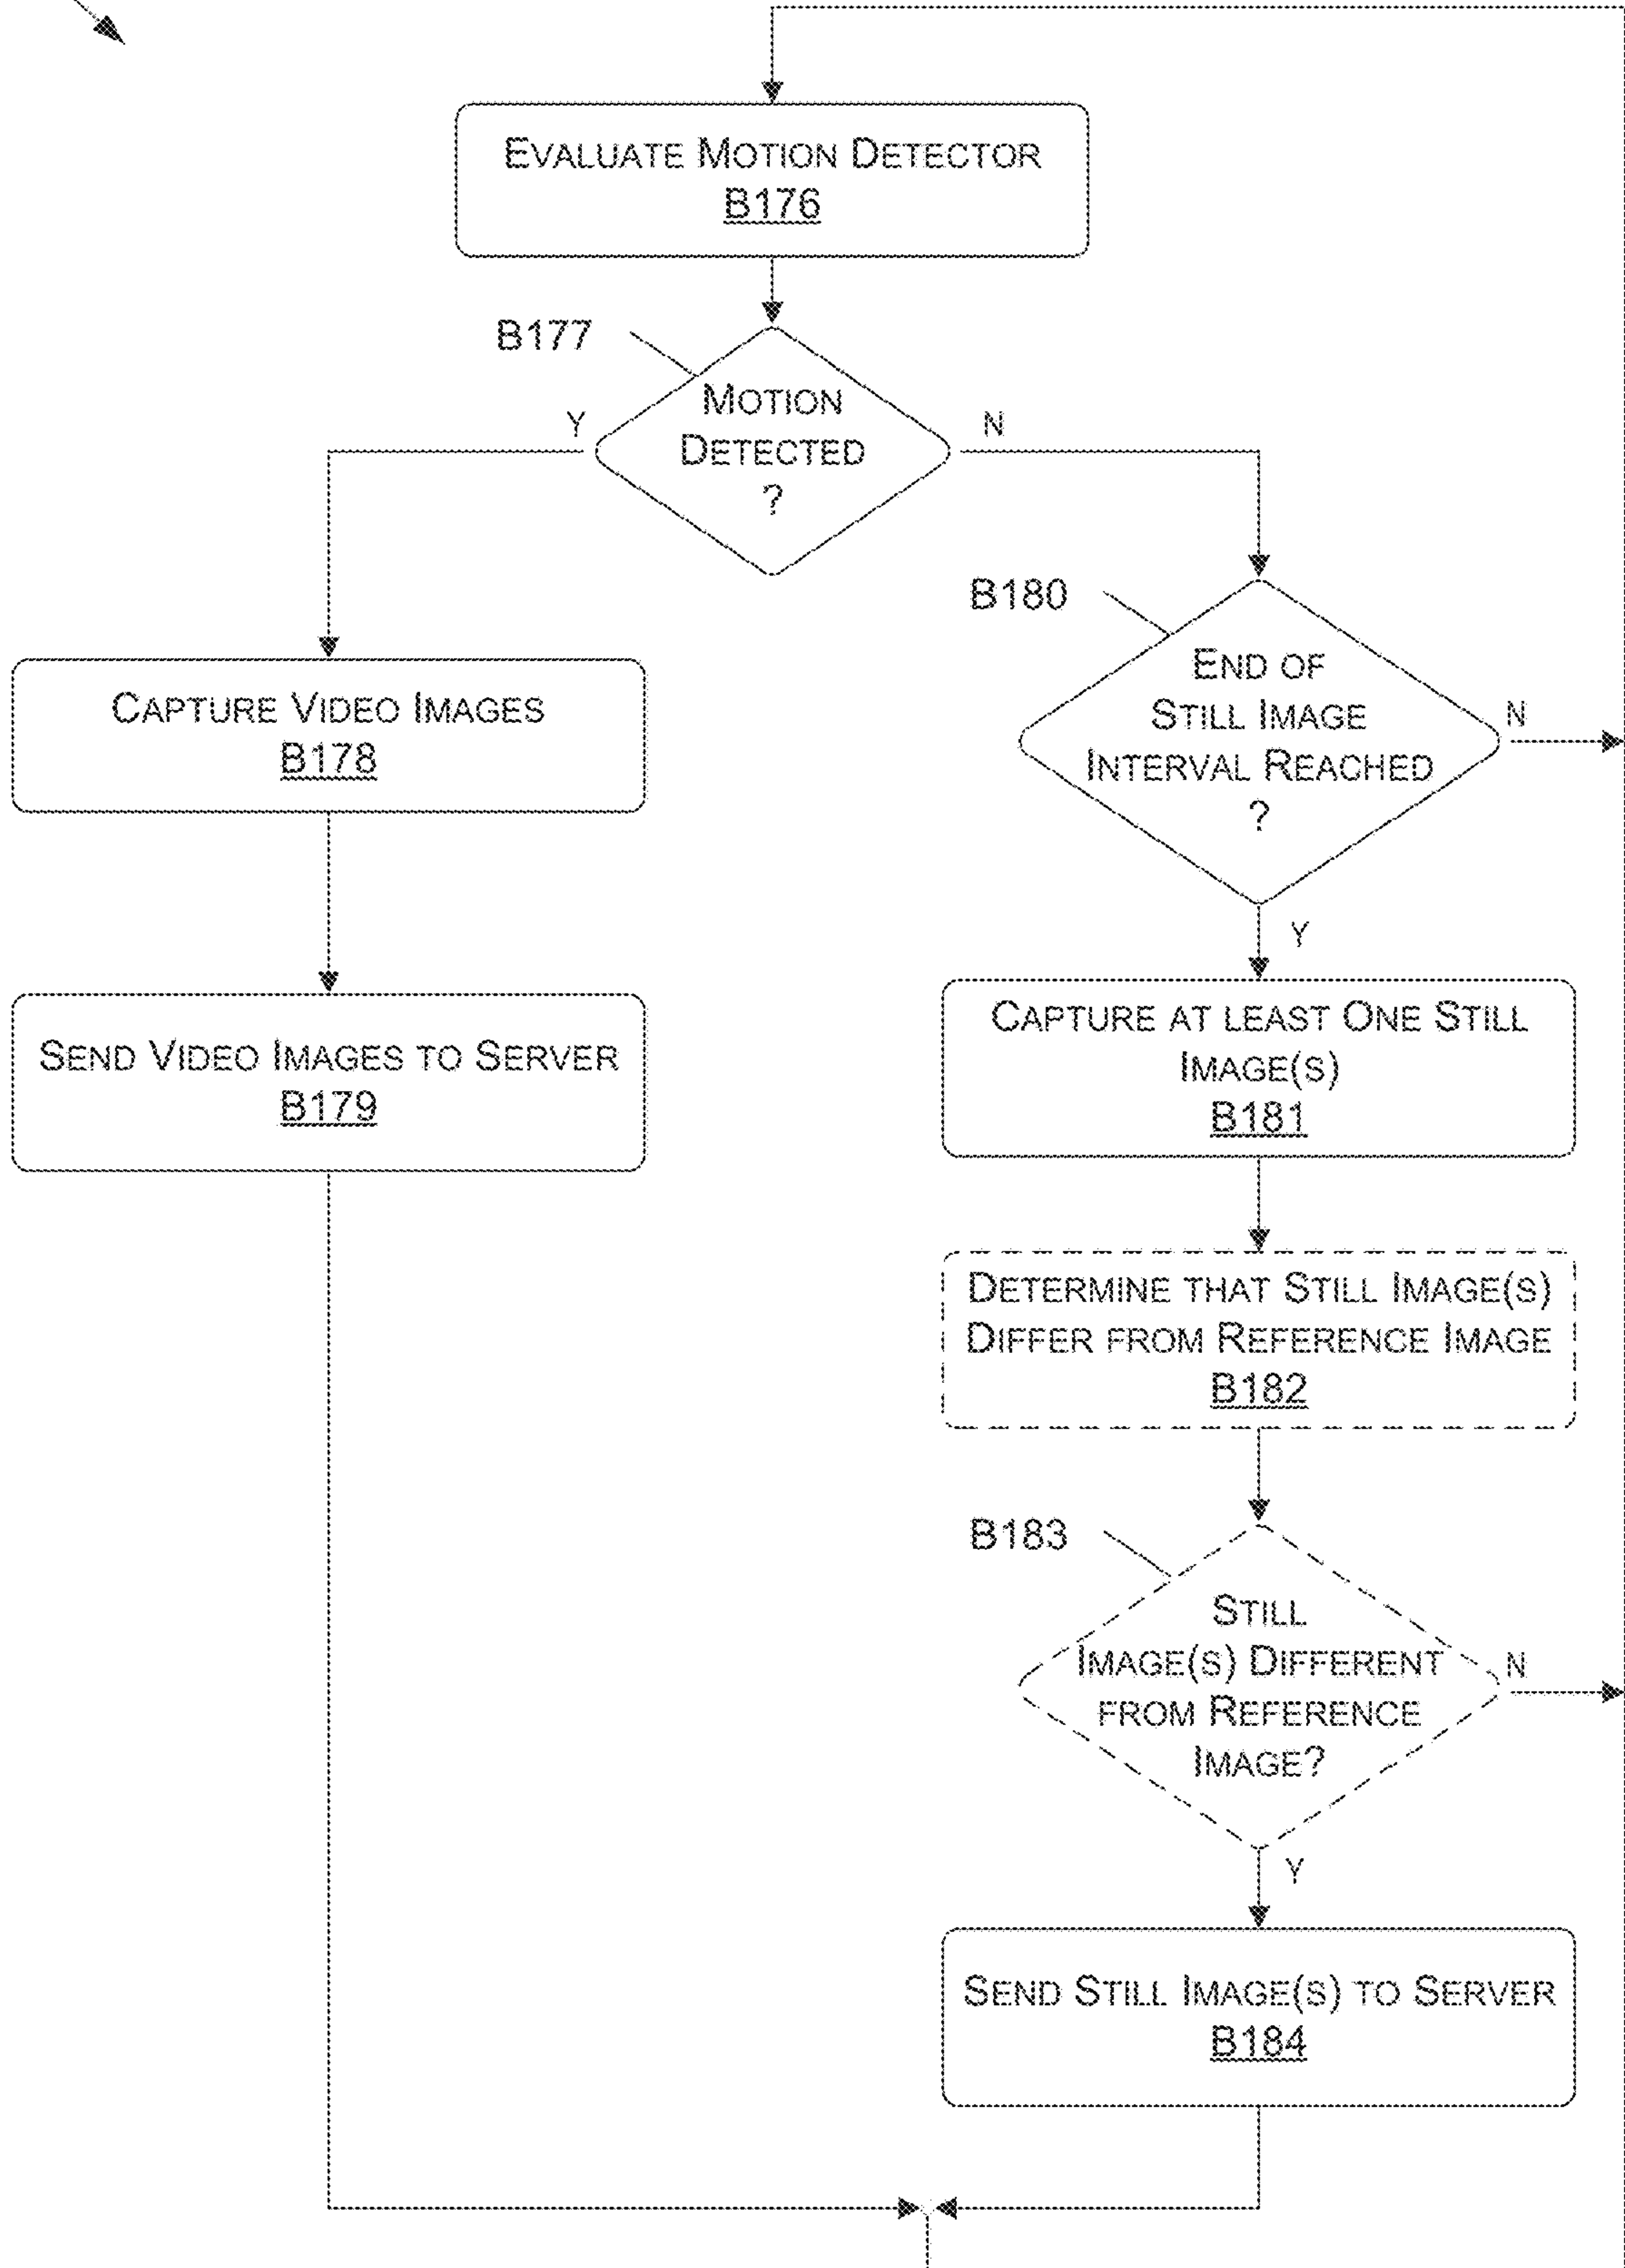 EVALUATE MOTION DETECTOR
B176
B177
MOTION
DETECTED
?
Y
N
B180
END OF
STILL IMAGE
INTERVAL REACHED
?
N
Y
CAPTURE VIDEO IMAGES
B178
SEND VIDEO IMAGES TO SERVER
B179
CAPTURE AT LEAST ONE STILL
IMAGE(S)
B181
DETERMINE THAT STILL IMAGE(S)
DIFFER FROM REFERENCE IMAGE
B182
B183
STILL
IMAGE(S) DIFFERENT
FROM REFERENCE
IMAGE?
N
Y
SEND STILL IMAGE(S) TO SERVER
B184